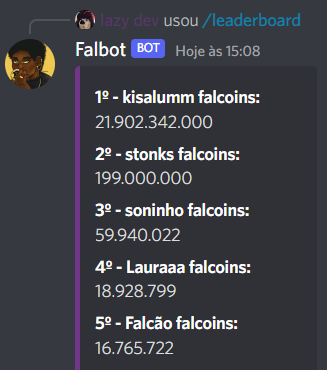 lazy dev usou /leaderboard
Falbot BOT Hoje às 15:08
1º - kisalumm falcoins:
21.902.342.000
2º - stonks falcoins:
199.000.000
3º - soninho falcoins:
59.940.022
4º - Lauraaa falcoins:
18.928.799
5º - Falcão falcoins:
16.765.722